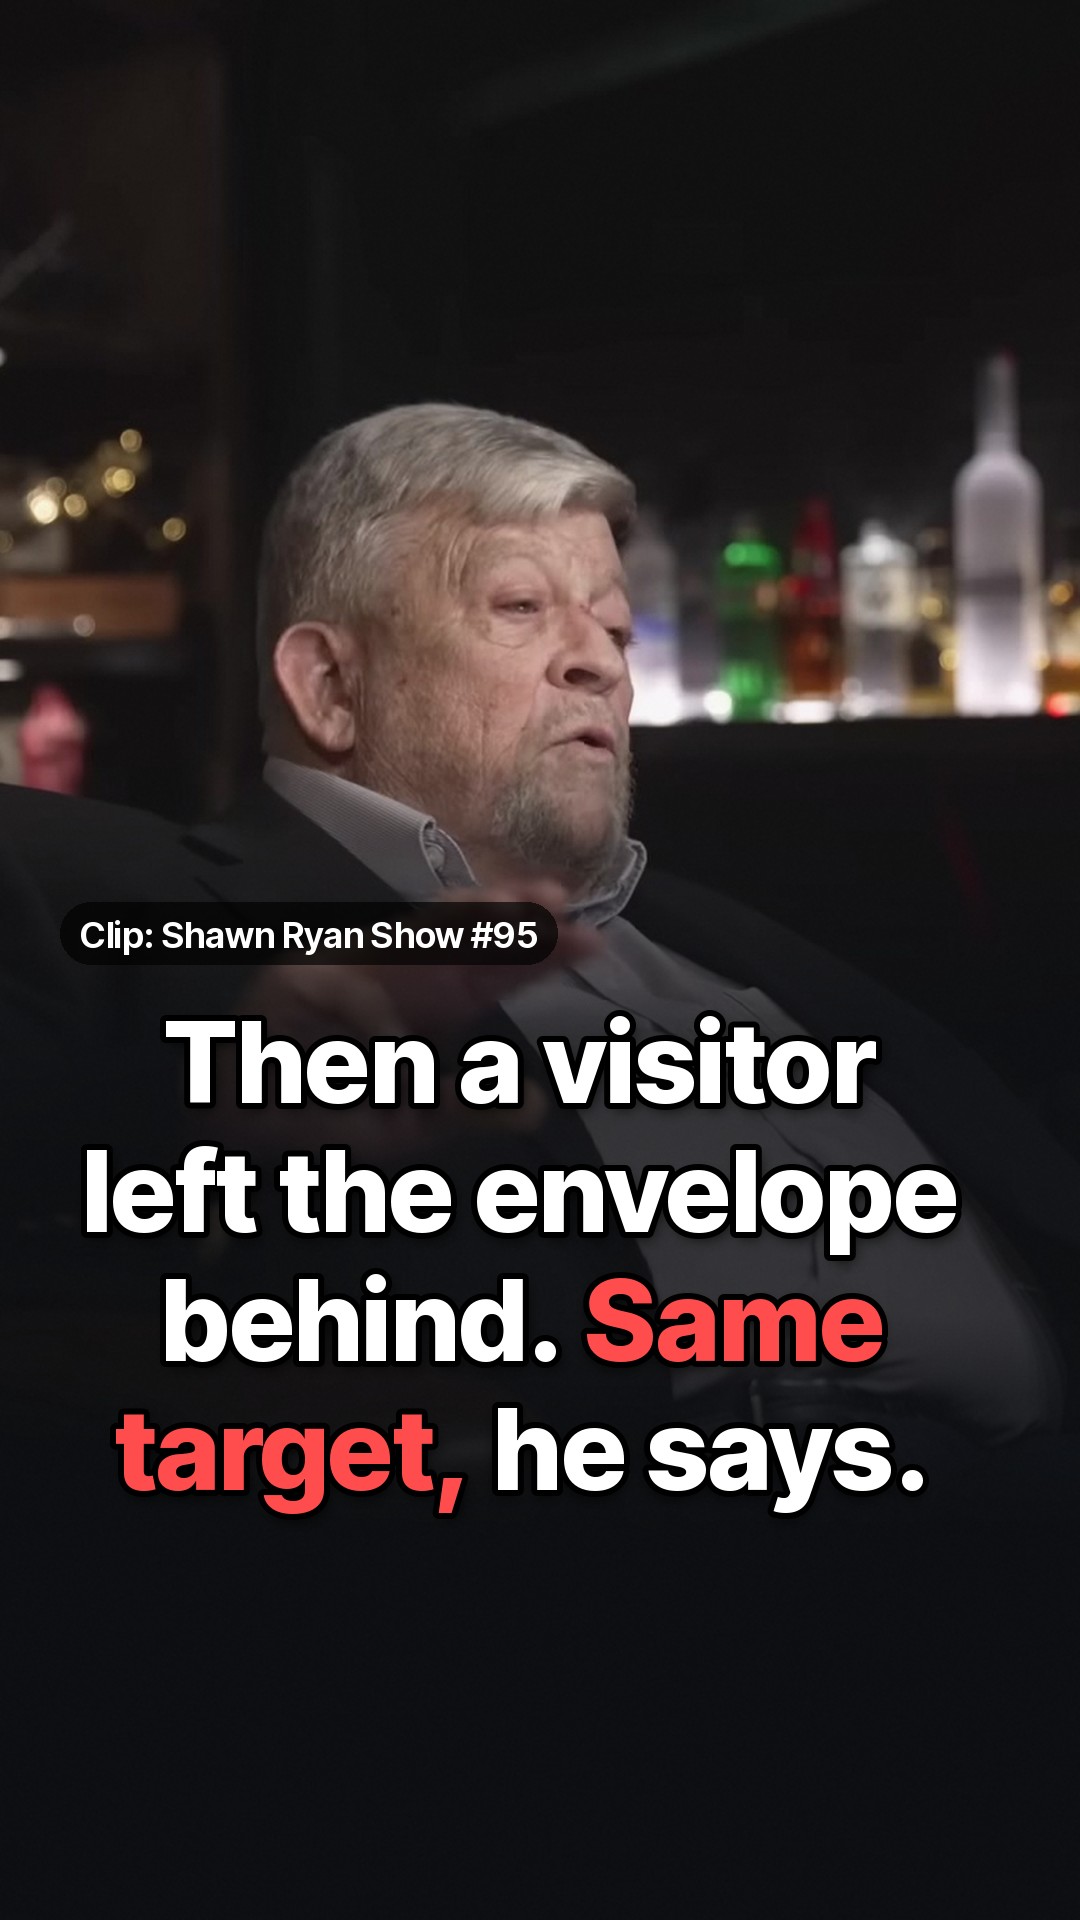 Clip: Shawn Ryan Show #95
Then a visitor
left the envelope
behind. Same
target, he says.